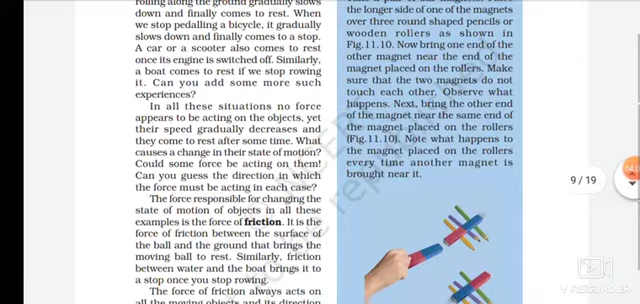 rolling along the ground gradually slows
down and finally comes to rest. When
we stop pedalling a bicycle, it gradually
slows down and finally comes to a stop.
A car or a scooter also comes to rest
once its engine is switched off. Similarly,
a boat comes to rest if we stop rowing
it. Can you add some more such
experiences?
In all these situations no force
appears to be acting on the objects, yet
their speed gradually decreases and
they come to rest after some time. What
causes a change in their state of motion?
Could some force be acting on them!
Can you guess the direction in which
the force must be acting in each case?
The force responsible for changing the
state of motion of objects in all these
examples is the force of friction. It is the
force of friction between the surface of
the ball and the ground that brings the
moving ball to rest. Similarly, friction
between water and the boat brings it to
a stop once you stop rowing.
The force of friction always acts on
all the moving objects and its direction
the longer side of one of the magnets
over three round shaped pencils or
wooden rollers as shown in
Fig.11.10. Now bring one end of the
other magnet near the end of the
magnet placed on the rollers. Make
sure that the two magnets do not
touch each other. Observe what
happens. Next, bring the other end
of the magnet near the same end of
the magnet placed on the rollers
(Fig.11.10). Note what happens to
the magnet placed on the rollers
every time another magnet is
brought near it.
9 / 19